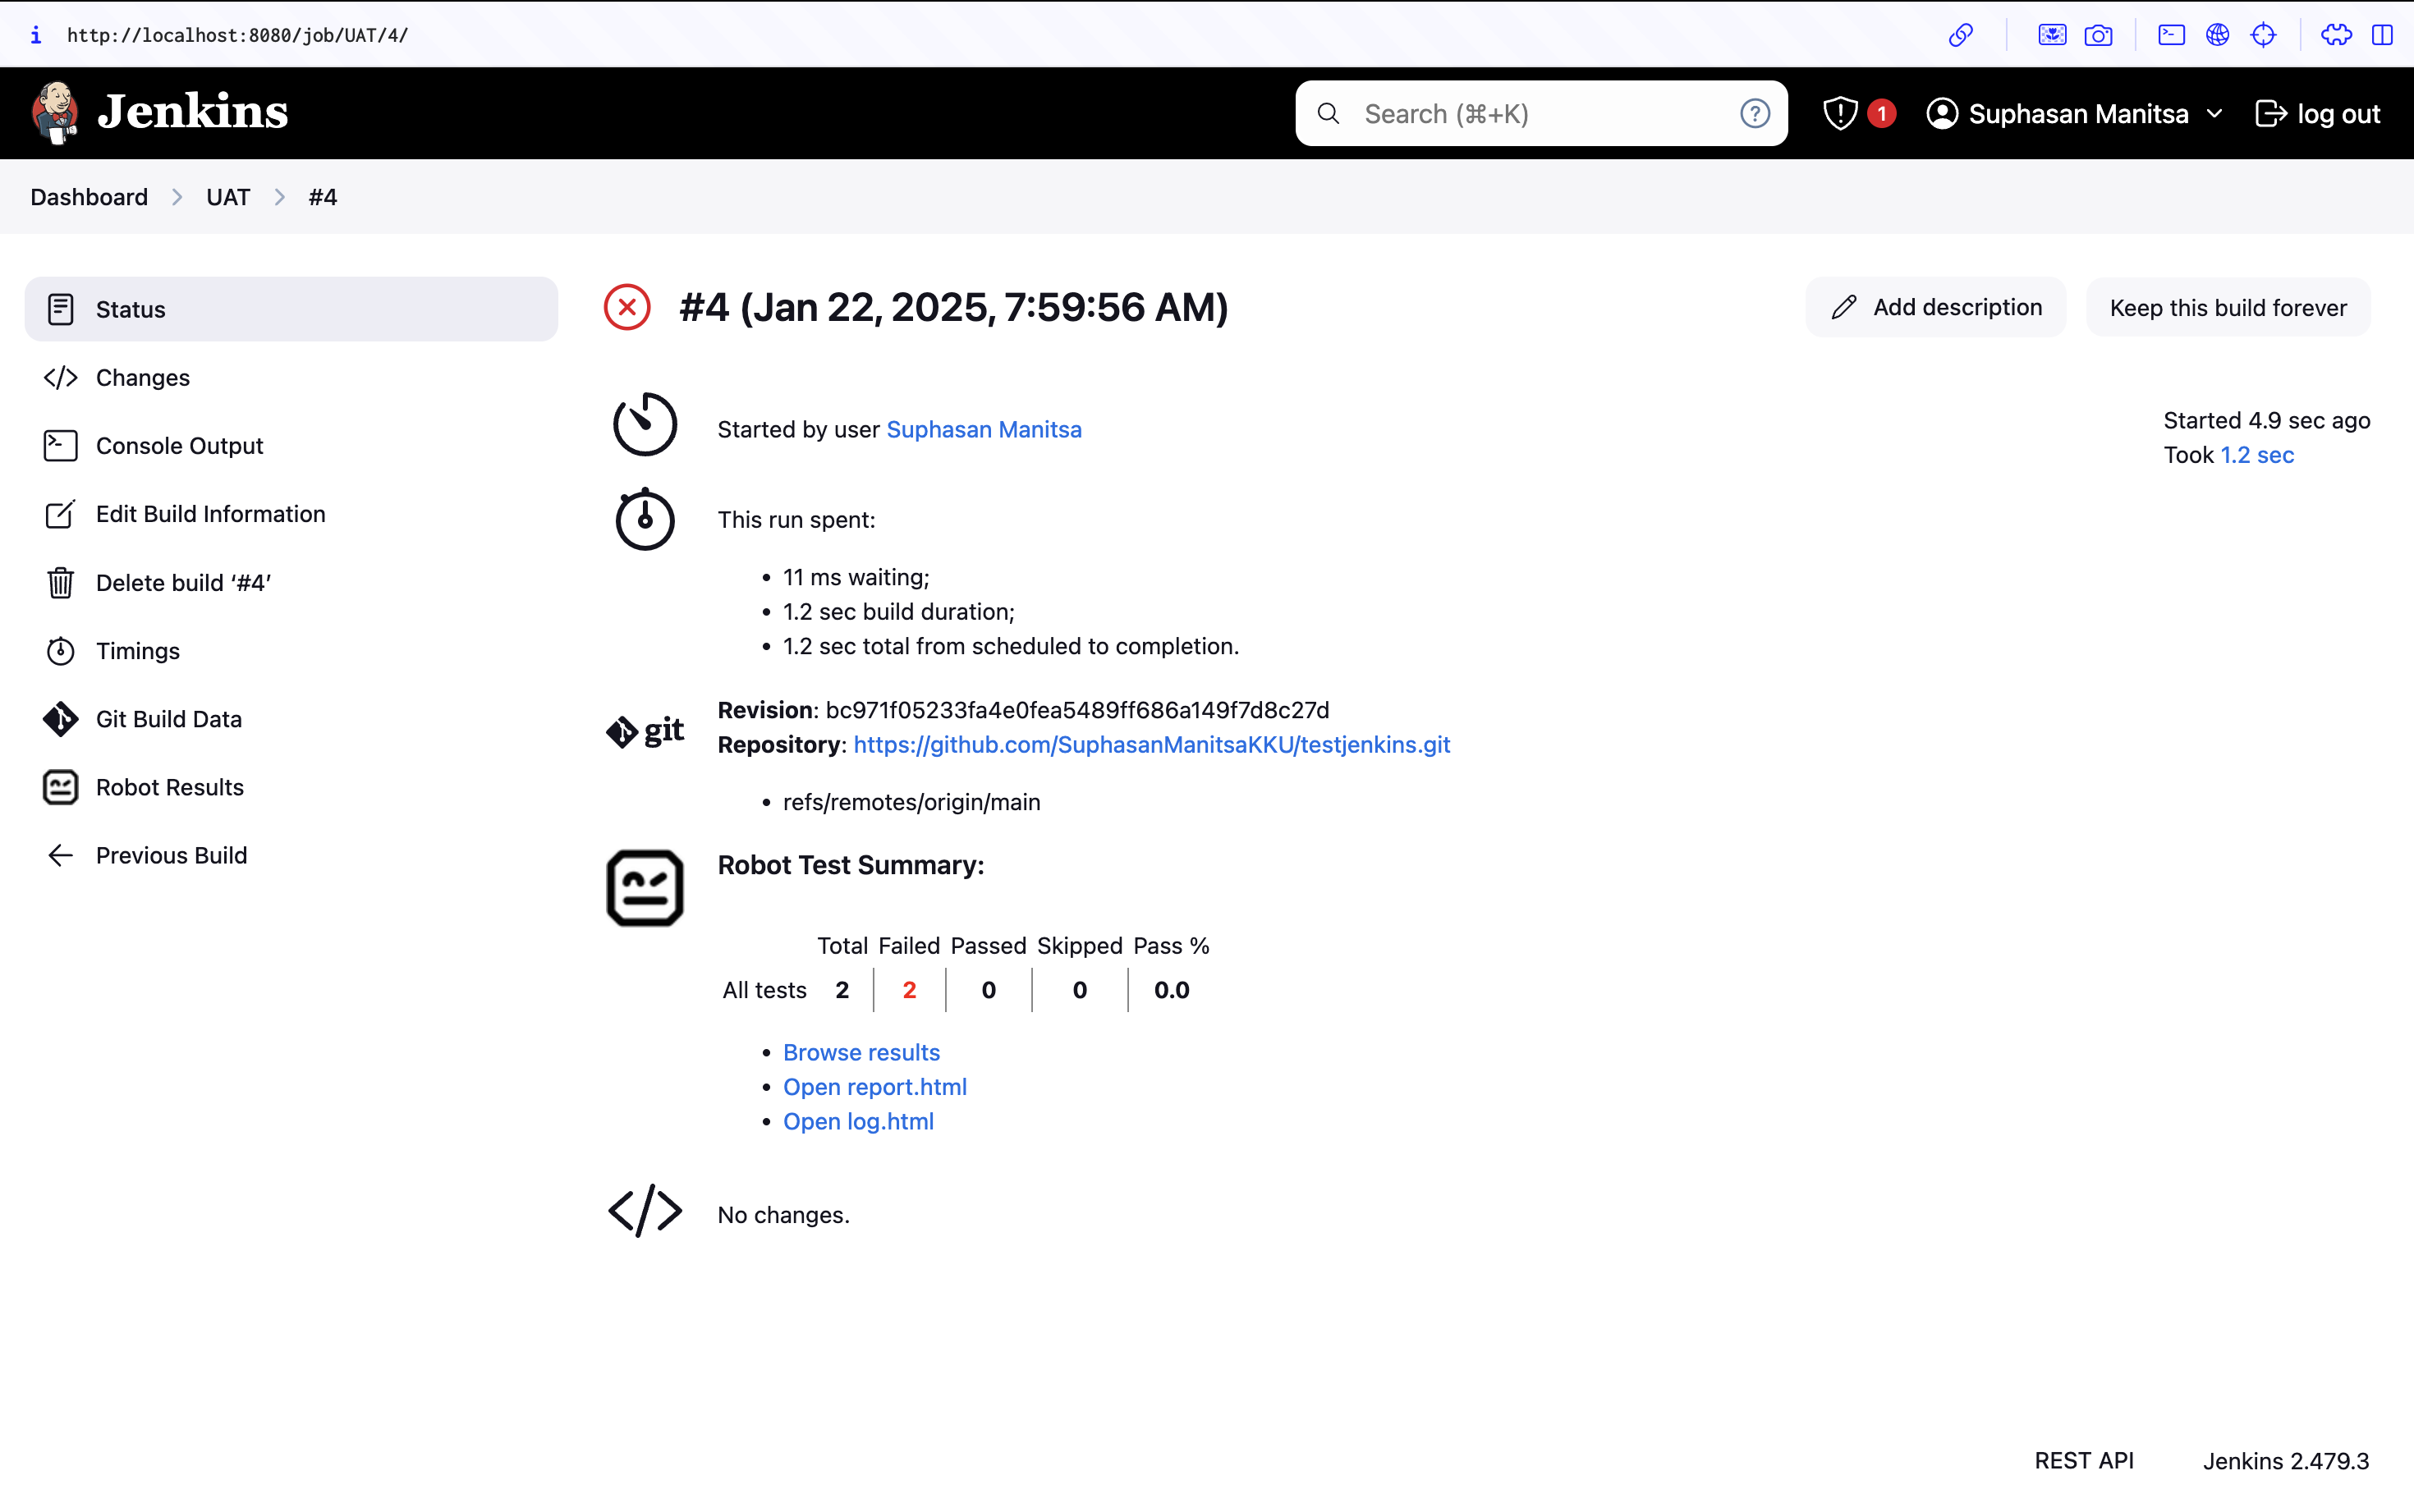 http://localhost:8080/job/UAT/4/
Jenkins
Search (⌘+K)
1
Suphasan Manitsa
log out
Dashboard
UAT
#4
Status
Changes
Console Output
Edit Build Information
Delete build ‘#4’
Timings
Git Build Data
Robot Results
Previous Build
#4 (Jan 22, 2025, 7:59:56 AM)
Add description
Keep this build forever
Started by user Suphasan Manitsa
Started 4.9 sec ago
Took 1.2 sec
This run spent:
11 ms waiting;
1.2 sec build duration;
1.2 sec total from scheduled to completion.
git
Revision: bc971f05233fa4e0fea5489ff686a149f7d8c27d
Repository: https://github.com/SuphasanManitsaKKU/testjenkins.git
refs/remotes/origin/main
Robot Test Summary:
Total Failed Passed Skipped Pass %
All tests 2 2 0 0 0.0
Browse results
Open report.html
Open log.html
No changes.
REST API
Jenkins 2.479.3